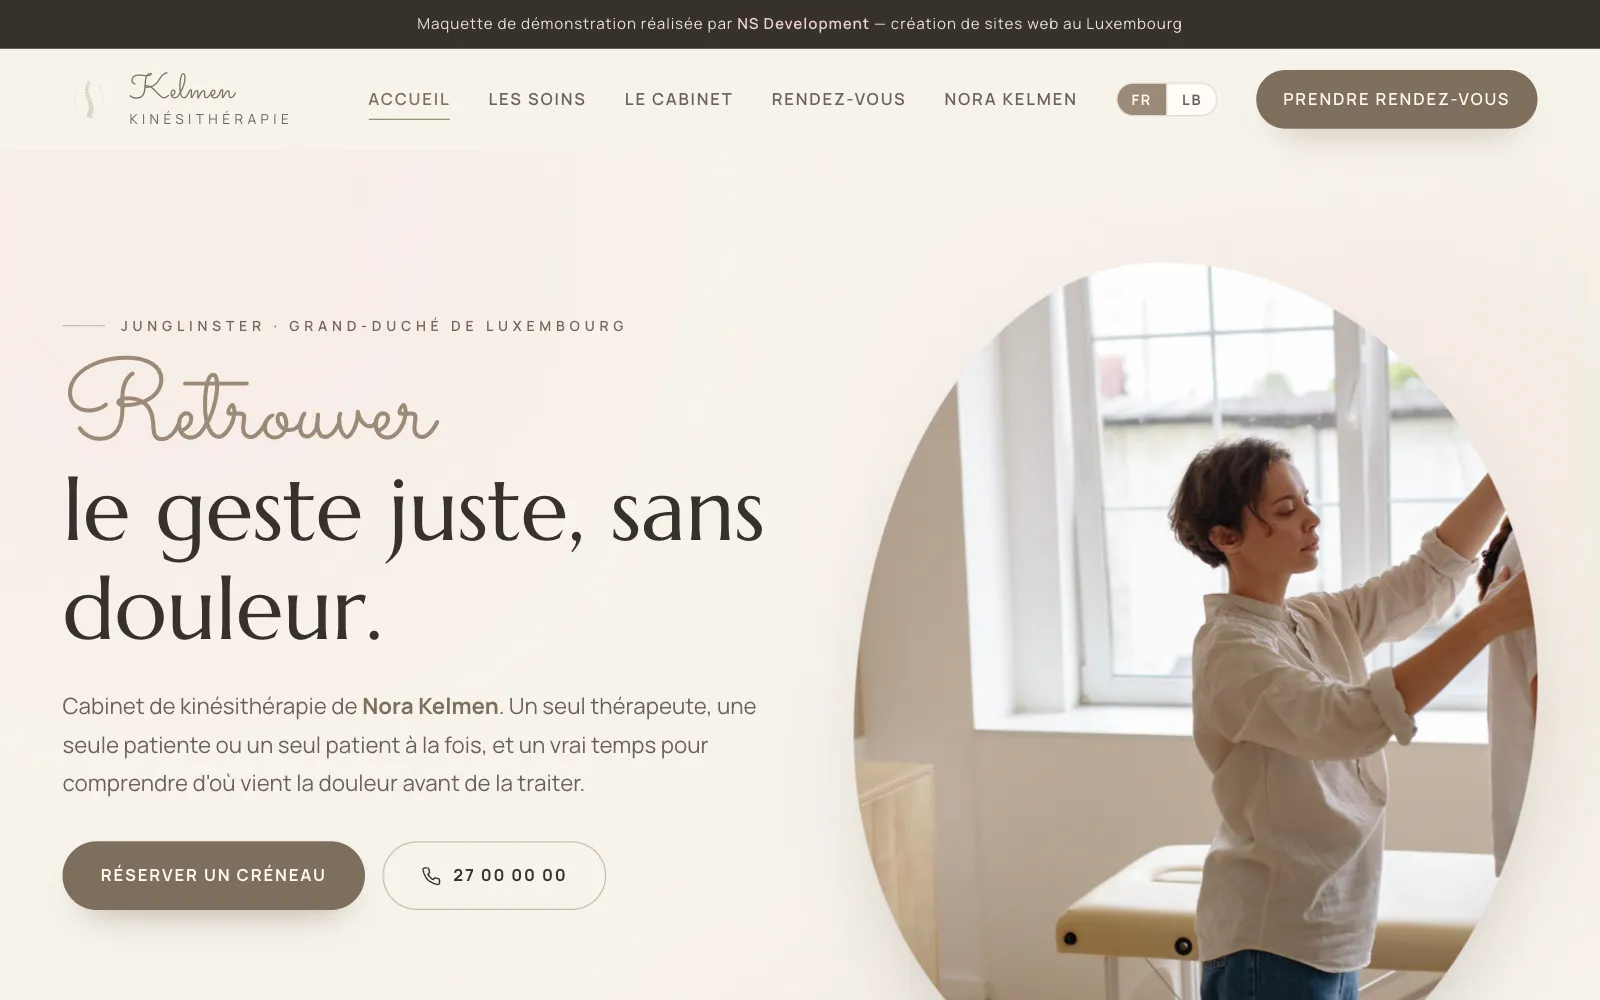 Maquette de démonstration réalisée par NS Development — création de sites web au Luxembourg
Kelmen
KINÉSITHÉRAPIE
ACCUEIL
LES SOINS
LE CABINET
RENDEZ-VOUS
NORA KELMEN
FR
LB
PRENDRE RENDEZ-VOUS
JUNGLINSTER · GRAND-DUCHÉ DE LUXEMBOURG
Retrouver
le geste juste, sans
douleur.
Cabinet de kinésithérapie de Nora Kelmen. Un seul thérapeute, une
seule patiente ou un seul patient à la fois, et un vrai temps pour
comprendre d'où vient la douleur avant de la traiter.
RÉSERVER UN CRÉNEAU
27 00 00 00